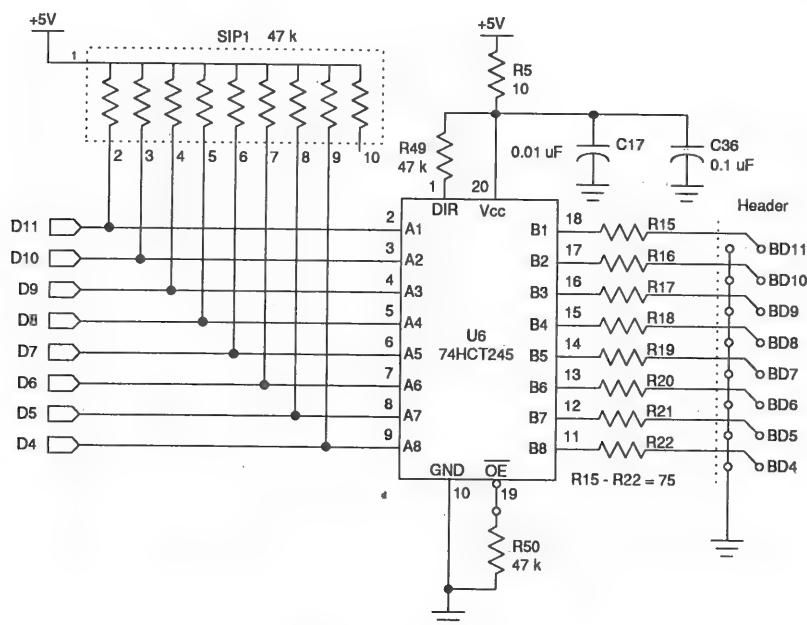 +5V
SIP1 47 k
1
2 3 4 5 6 7 8 9 10
+5V
R5
10
R49
47 k
0.01 uF
C17
C36
0.1 uF
1
20
DIR
Vcc
Header
D11
2
A1
B1
18
R15
BD11
D10
3
A2
B2
17
R16
BD10
D9
4
A3
B3
16
R17
BD9
D8
5
A4
B4
15
R18
BD8
U6
74HCT245
D7
6
A5
B5
14
R19
BD7
D6
7
A6
B6
13
R20
BD6
D5
8
A7
B7
12
R21
BD5
D4
9
A8
B8
11
R22
BD4
GND
OE
10
19
R15 - R22 = 75
R50
47 k